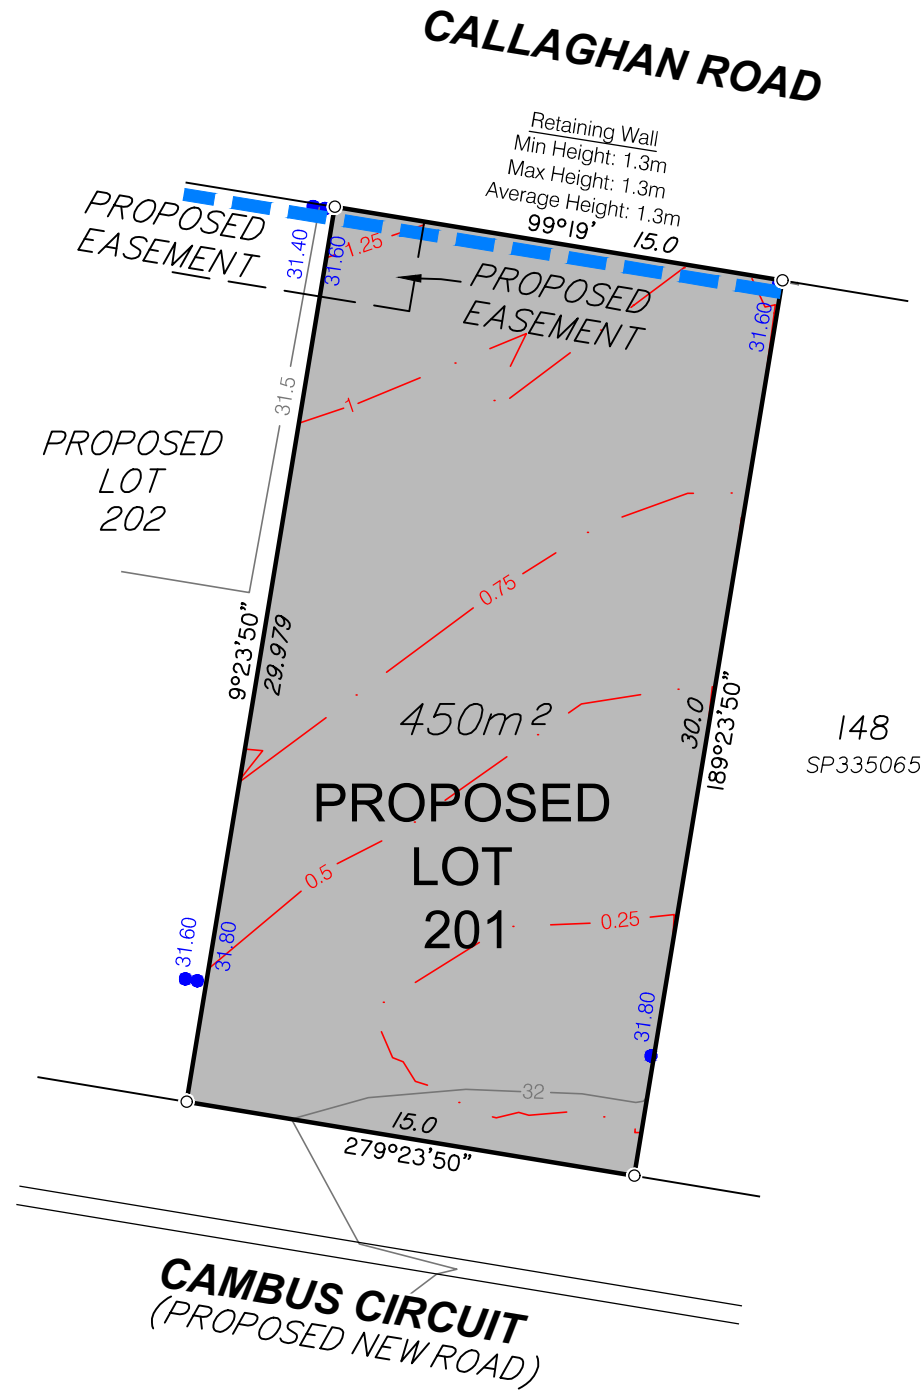 CALLAGHAN ROAD
Retaining Wall
Min Height: 1.3m
Max Height: 1.3m
Average Height: 1.3m
99°19'
15.0
PROPOSED
EASEMENT
31.40
31.60
1.25
PROPOSED
EASEMENT
31.60
31.5
1
PROPOSED
LOT
202
0.75
9°23'50"
29.979
450m²
30.0
189°23'50"
148
SP335065
PROPOSED
LOT
201
0.5
0.25
31.60
31.80
31.80
32
15.0
279°23'50"
CAMBUS CIRCUIT
(PROPOSED NEW ROAD)